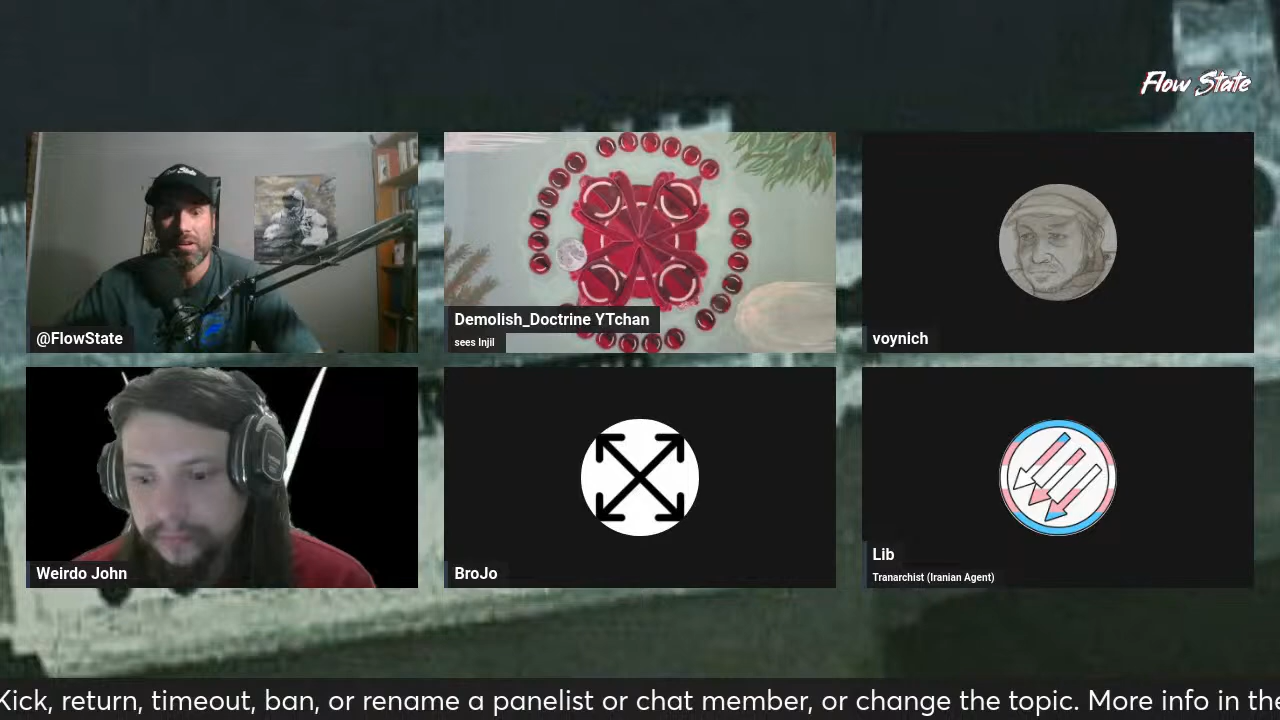 Flow State
@FlowState
Demolish_Doctrine YTchan
sees Injil
voynich
Weirdo John
BroJo
Lib
Tranarchist (Iranian Agent)
Kick, return, timeout, ban, or rename a panelist or chat member, or change the topic. More info in the